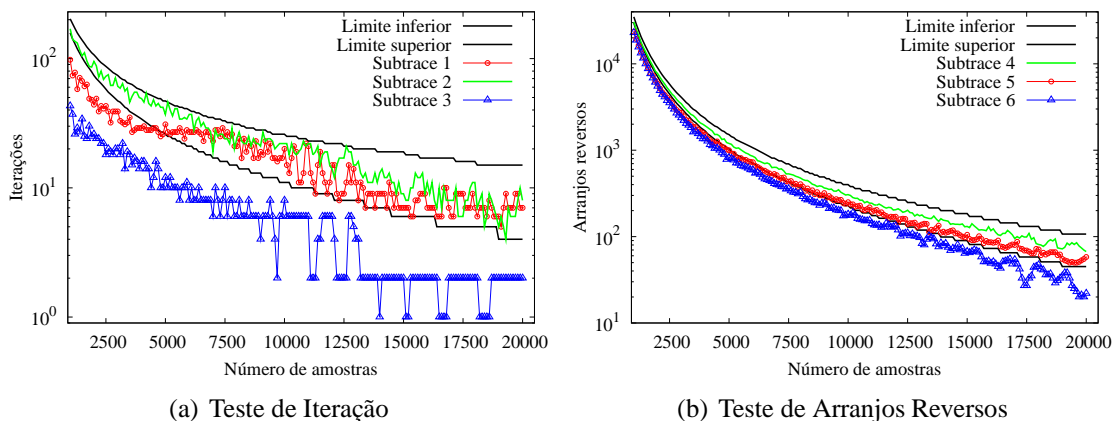 Iterações
10^2
10^1
10^0
Limite inferior
Limite superior
Subtrace 1
Subtrace 2
Subtrace 3
2500 5000 7500 10000 12500 15000 17500 20000
Número de amostras
(a) Teste de Iteração
Arranjos reversos
10^4
10^3
10^2
10^1
Limite inferior
Limite superior
Subtrace 4
Subtrace 5
Subtrace 6
2500 5000 7500 10000 12500 15000 17500 20000
Número de amostras
(b) Teste de Arranjos Reversos